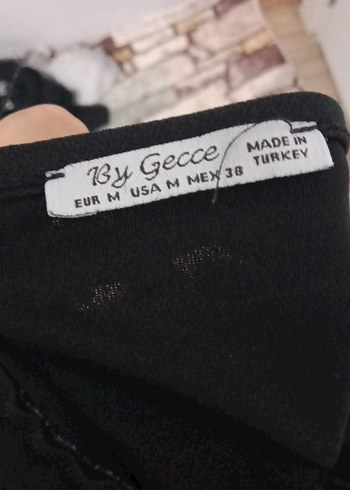 By Gecce
EUR M USA M MEX 38
MADE IN
TURKEY